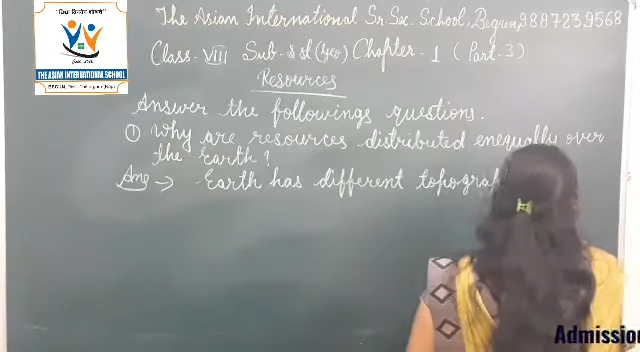 "विद्या विनयेन शोभते"
THE ASIAN INTERNATIONAL SCHOOL
The Asian International Sr Sec. School, Begun, 9887239568
Class-VIII Sub- S.St (Geo) Chapter-1 (Part-3)
Resources
Answer the followings questions.
① Why are resources distributed enequally over
the Earth?
Ans → Earth has different topograph
Admission